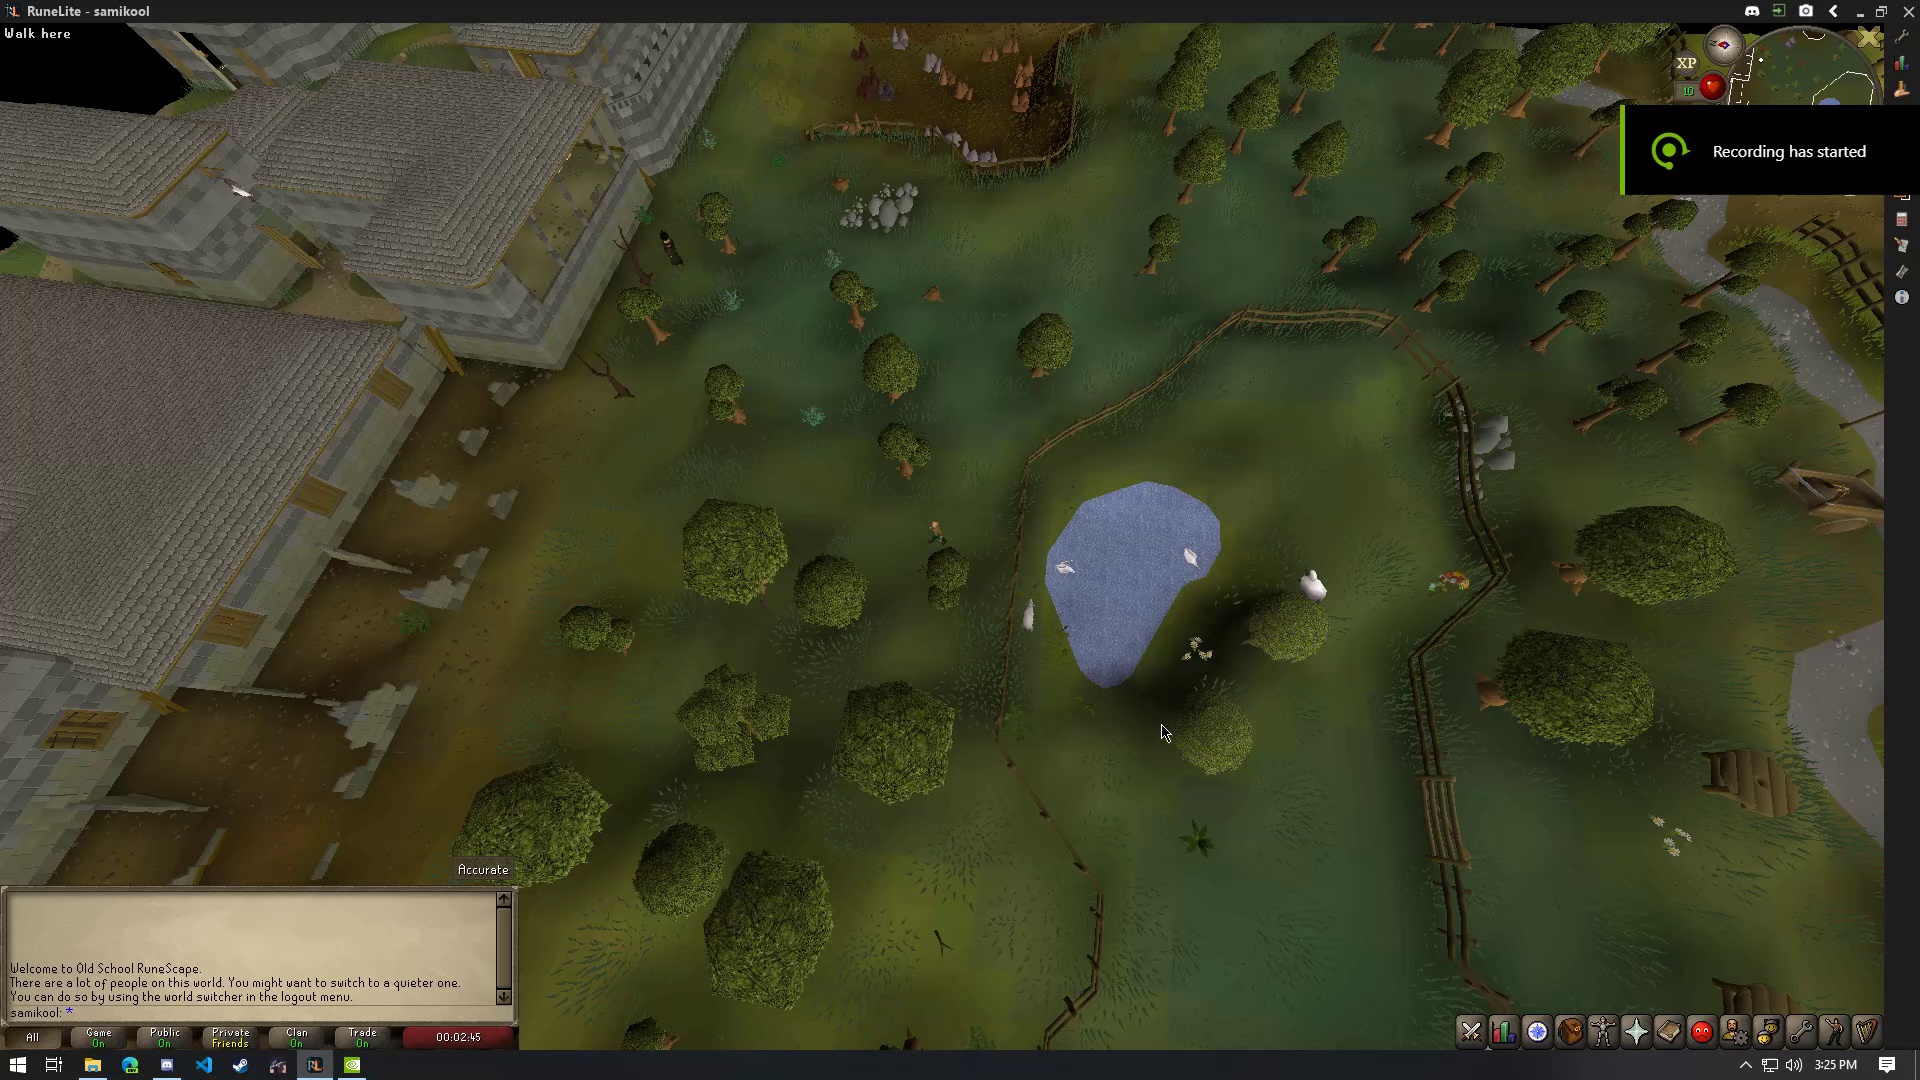 RuneLite - samikool
Walk here
XP
10
Recording has started
Accurate
Welcome to Old School RuneScape.
There are a lot of people on this world. You might want to switch to a quieter one.
You can do so by using the world switcher in the logout menu.
samikool: *
All
Game
On
Public
On
Private
Friends
Clan
On
Trade
On
00:02:45
3:25 PM